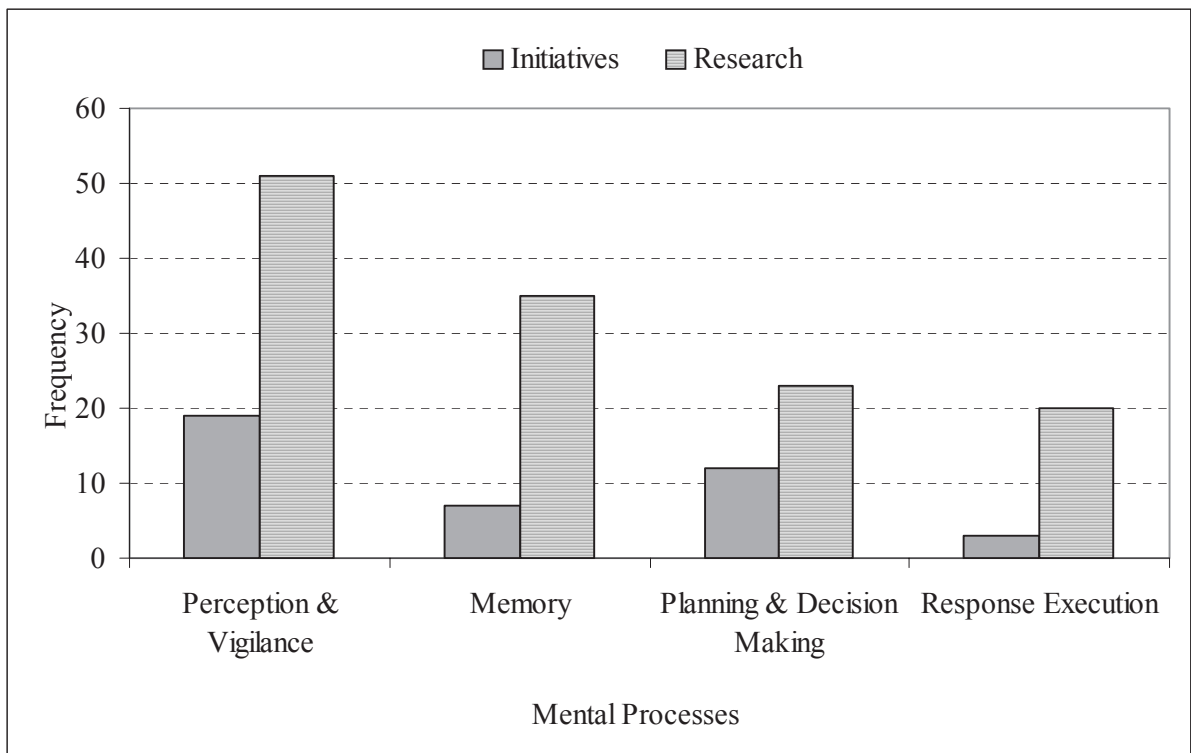 Initiatives Research
60
50
40
30
20
10
0
Frequency
Perception &
Vigilance
Memory
Planning & Decision
Making
Response Execution
Mental Processes